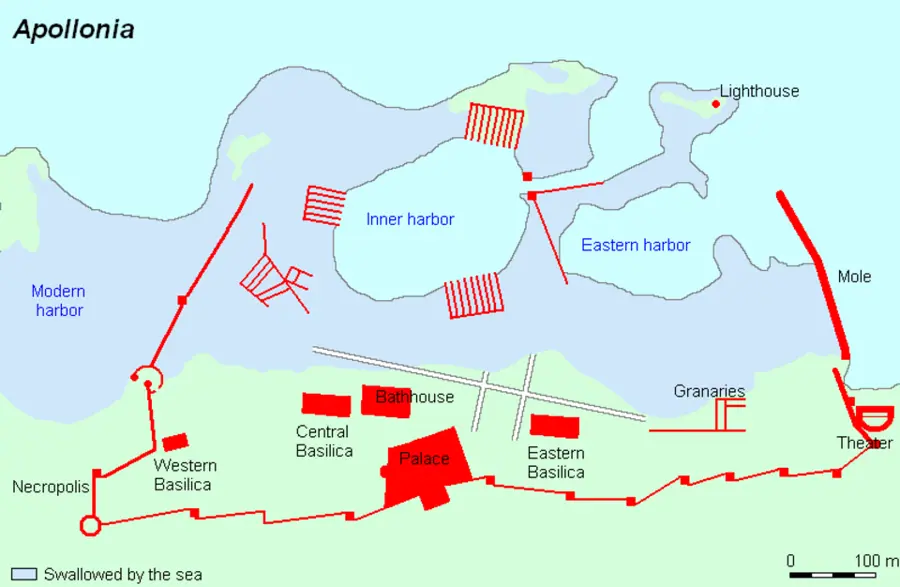 Apollonia
Lighthouse
Inner harbor
Eastern harbor
Mole
Modern
harbor
Granaries
Bathhouse
Central
Basilica
Theater
Palace
Eastern
Basilica
Western
Basilica
Necropolis
0 100 m
Swallowed by the sea